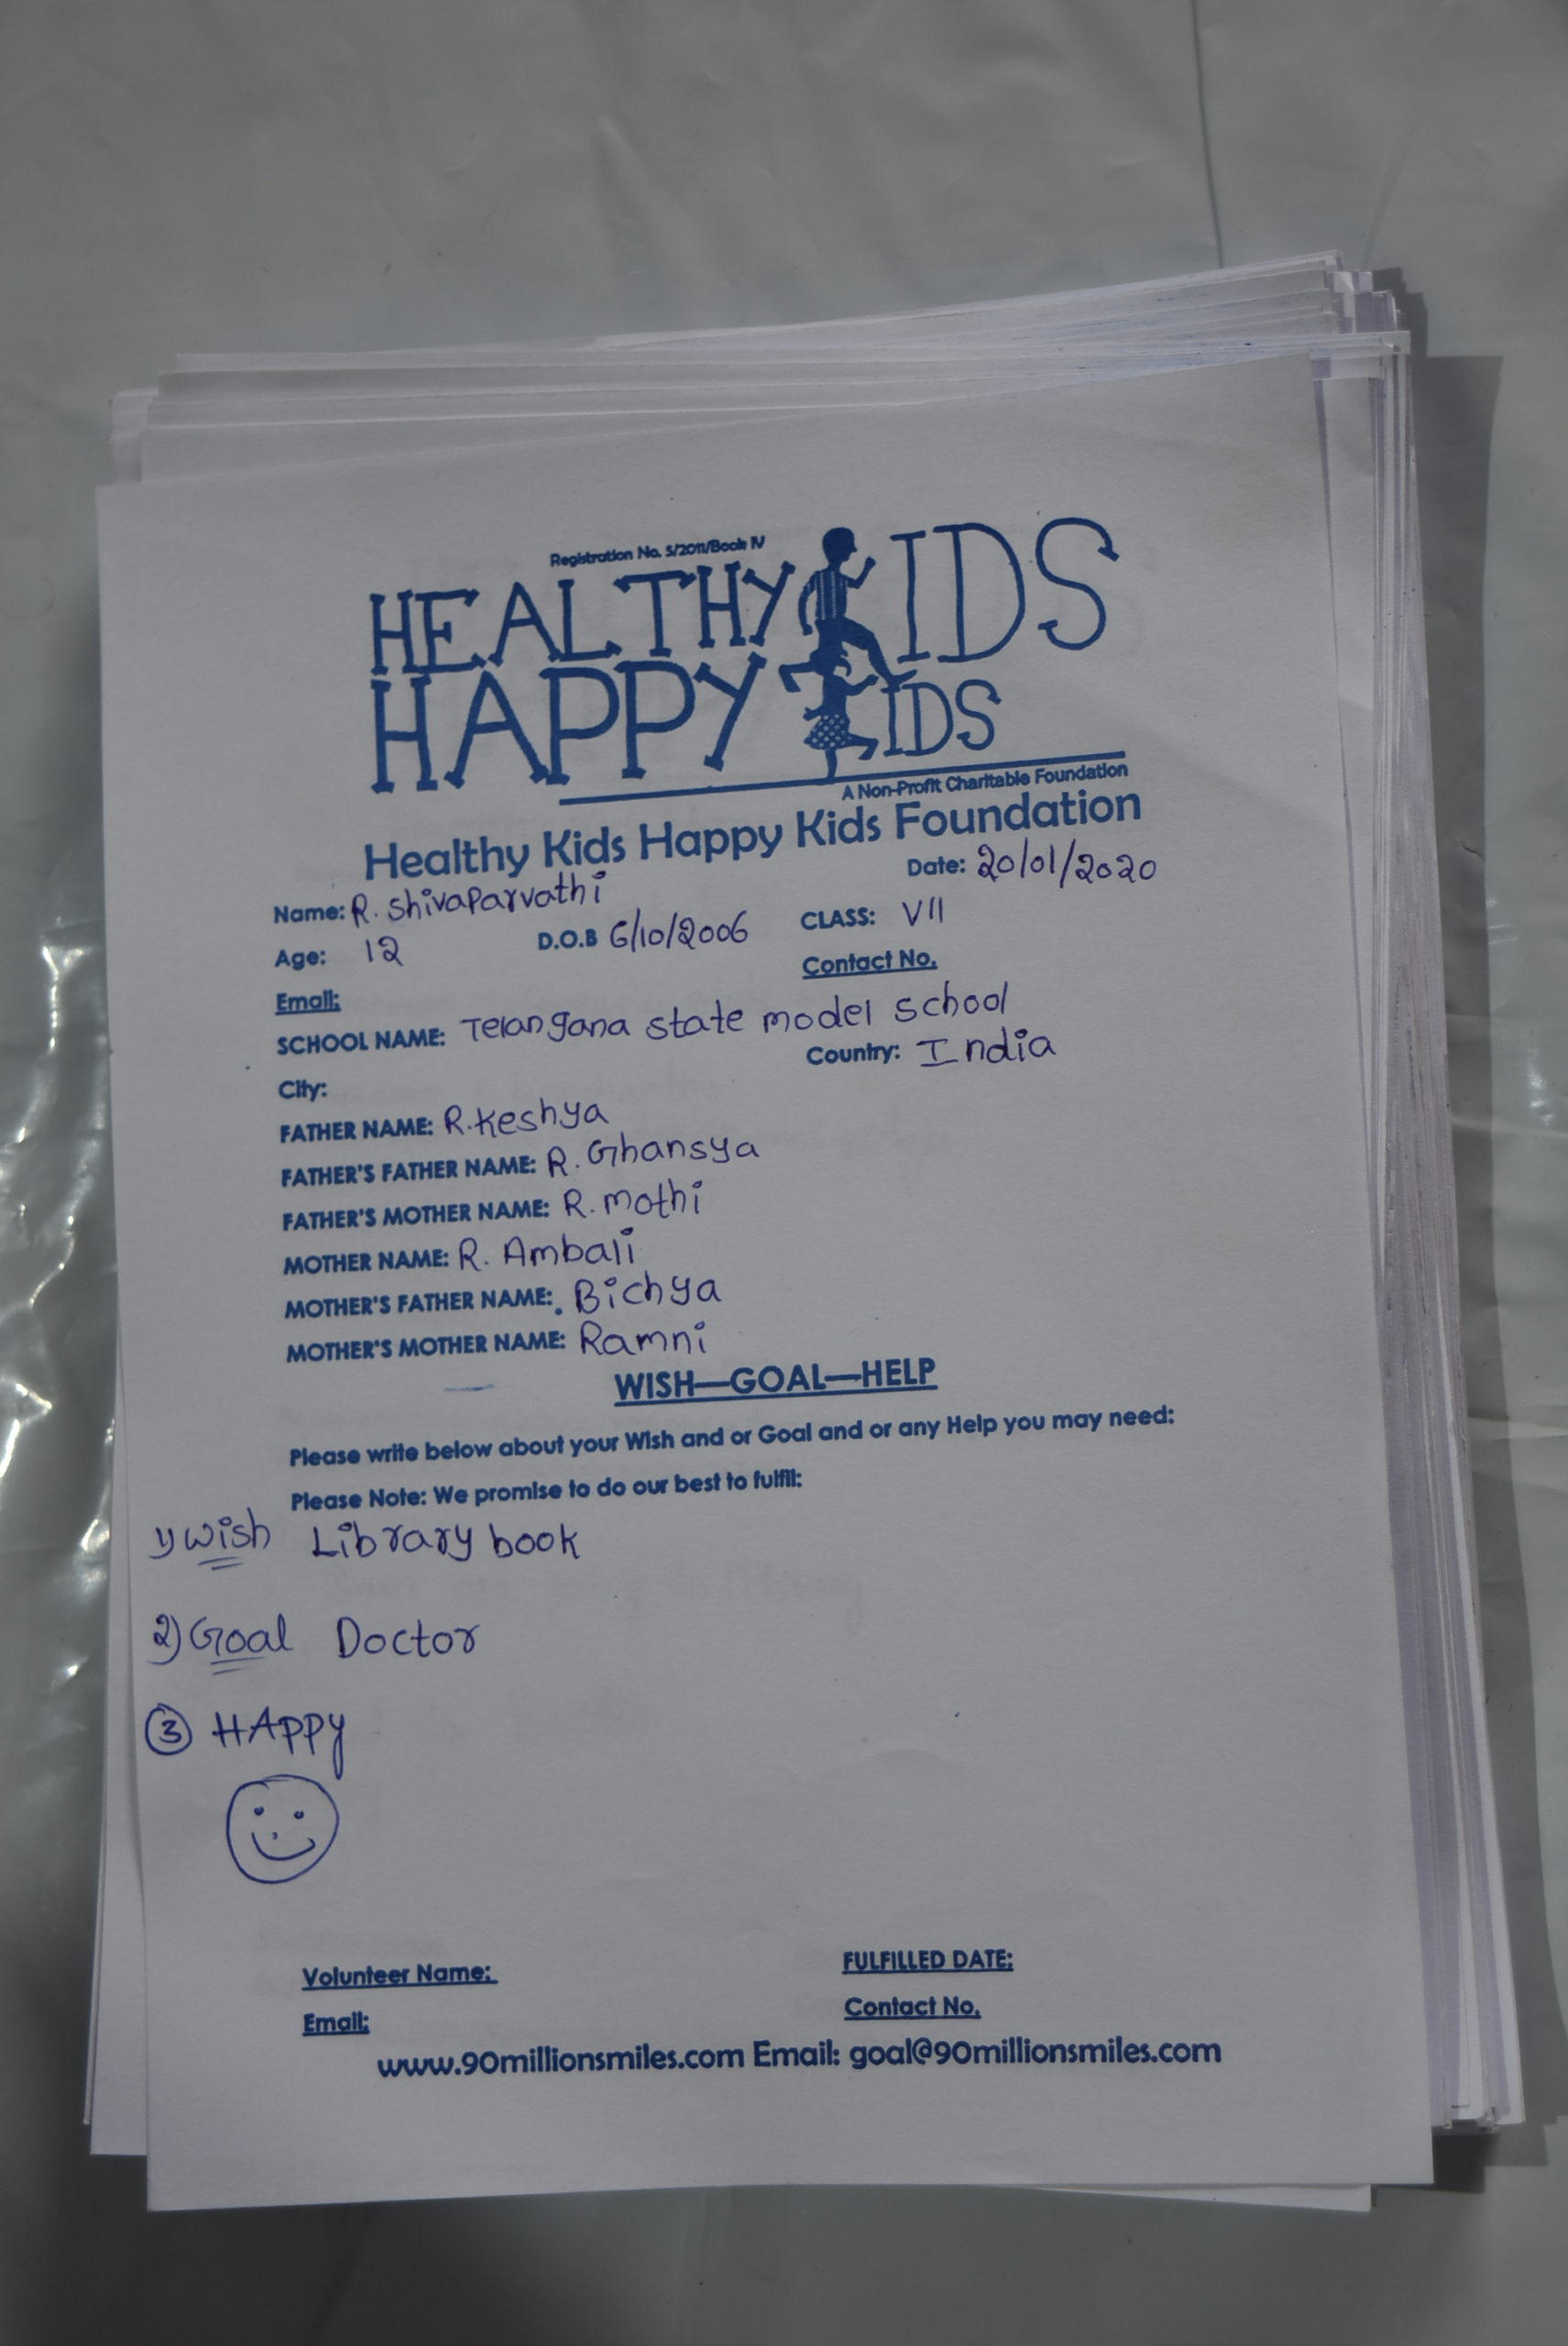 Registration No. 5/2011/Book IV
HEALTHY KIDS
HAPPY KIDS
A Non-Profit Charitable Foundation
Healthy Kids Happy Kids Foundation
Date: 20/01/2020
Name: R. ShivaParvathi
Age: 12 D.O.B 6/10/2006 CLASS: VII
Contact No.
Email:
SCHOOL NAME: Telangana state model school
City: Country: India
FATHER NAME: R.Keshya
FATHER'S FATHER NAME: R. Ghansya
FATHER'S MOTHER NAME: R. mothi
MOTHER NAME: R. Ambali
MOTHER'S FATHER NAME: Bichya
MOTHER'S MOTHER NAME: Ramni
WISH—GOAL—HELP
Please write below about your Wish and or Goal and or any Help you may need:
Please Note: We promise to do our best to fulfil:
1) Wish Library book
2) Goal Doctor
3 HAPPY
Volunteer Name: FULFILLED DATE:
Email: Contact No.
www.90millionsmiles.com Email: goal@90millionsmiles.com